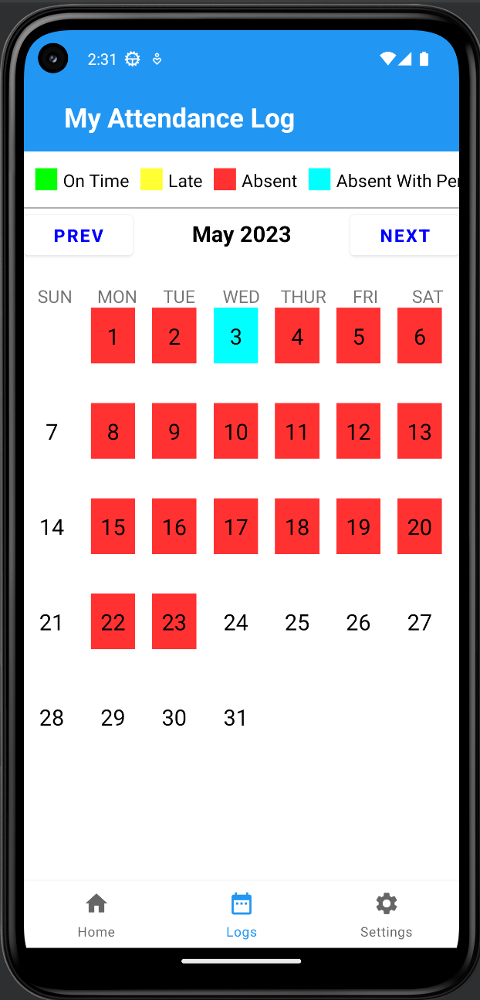 2:31
My Attendance Log
On Time Late Absent Absent With
PREV May 2023 NEXT
SUN MON TUE WED THUR FRI SAT
1 2 3 4 5 6
7 8 9 10 11 12 13
14 15 16 17 18 19 20
21 22 23 24 25 26 27
28 29 30 31
Home Logs Settings